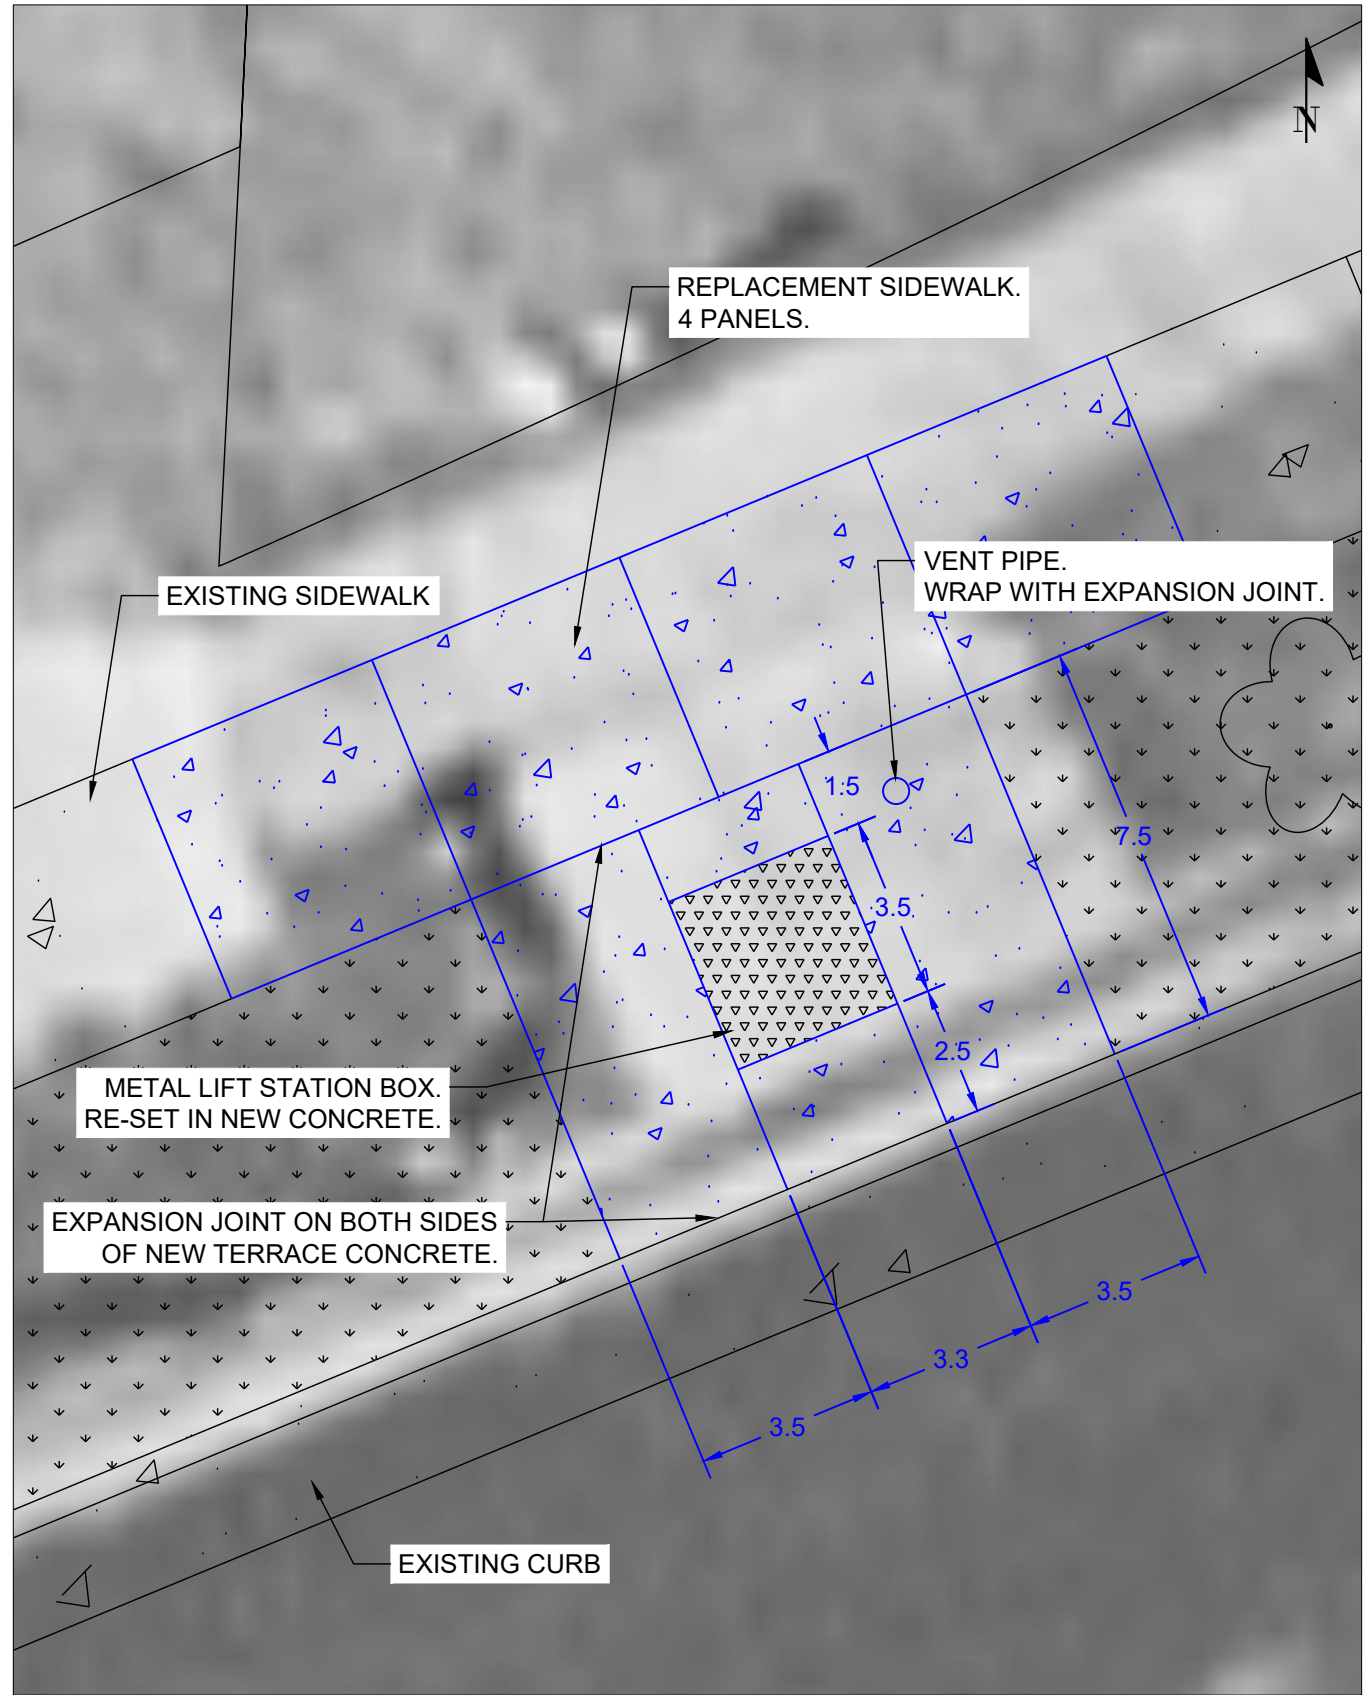 N
REPLACEMENT SIDEWALK.
4 PANELS.
VENT PIPE.
WRAP WITH EXPANSION JOINT.
EXISTING SIDEWALK
1.5
7.5
3.5
2.5
METAL LIFT STATION BOX.
RE-SET IN NEW CONCRETE.
EXPANSION JOINT ON BOTH SIDES
OF NEW TERRACE CONCRETE.
3.5
3.3
3.5
EXISTING CURB